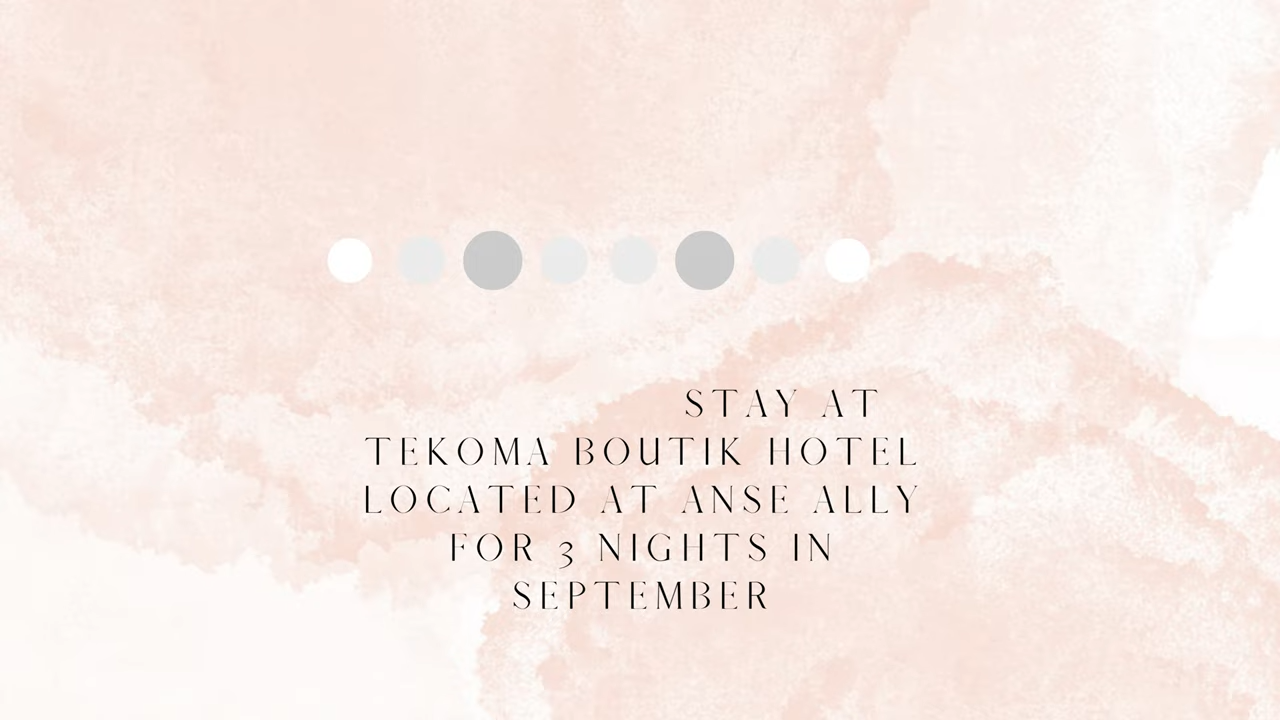 STAY AT
TEKOMA BOUTIK HOTEL
LOCATED AT ANSE ALLY
FOR 3 NIGHTS IN
SEPTEMBER